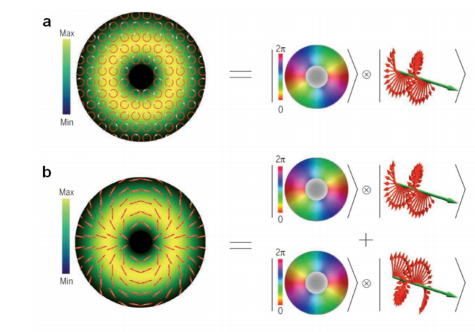 a
Max
Min
=
2π
0
⊗
b
Max
Min
=
2π
0
⊗
+
2π
0
⊗